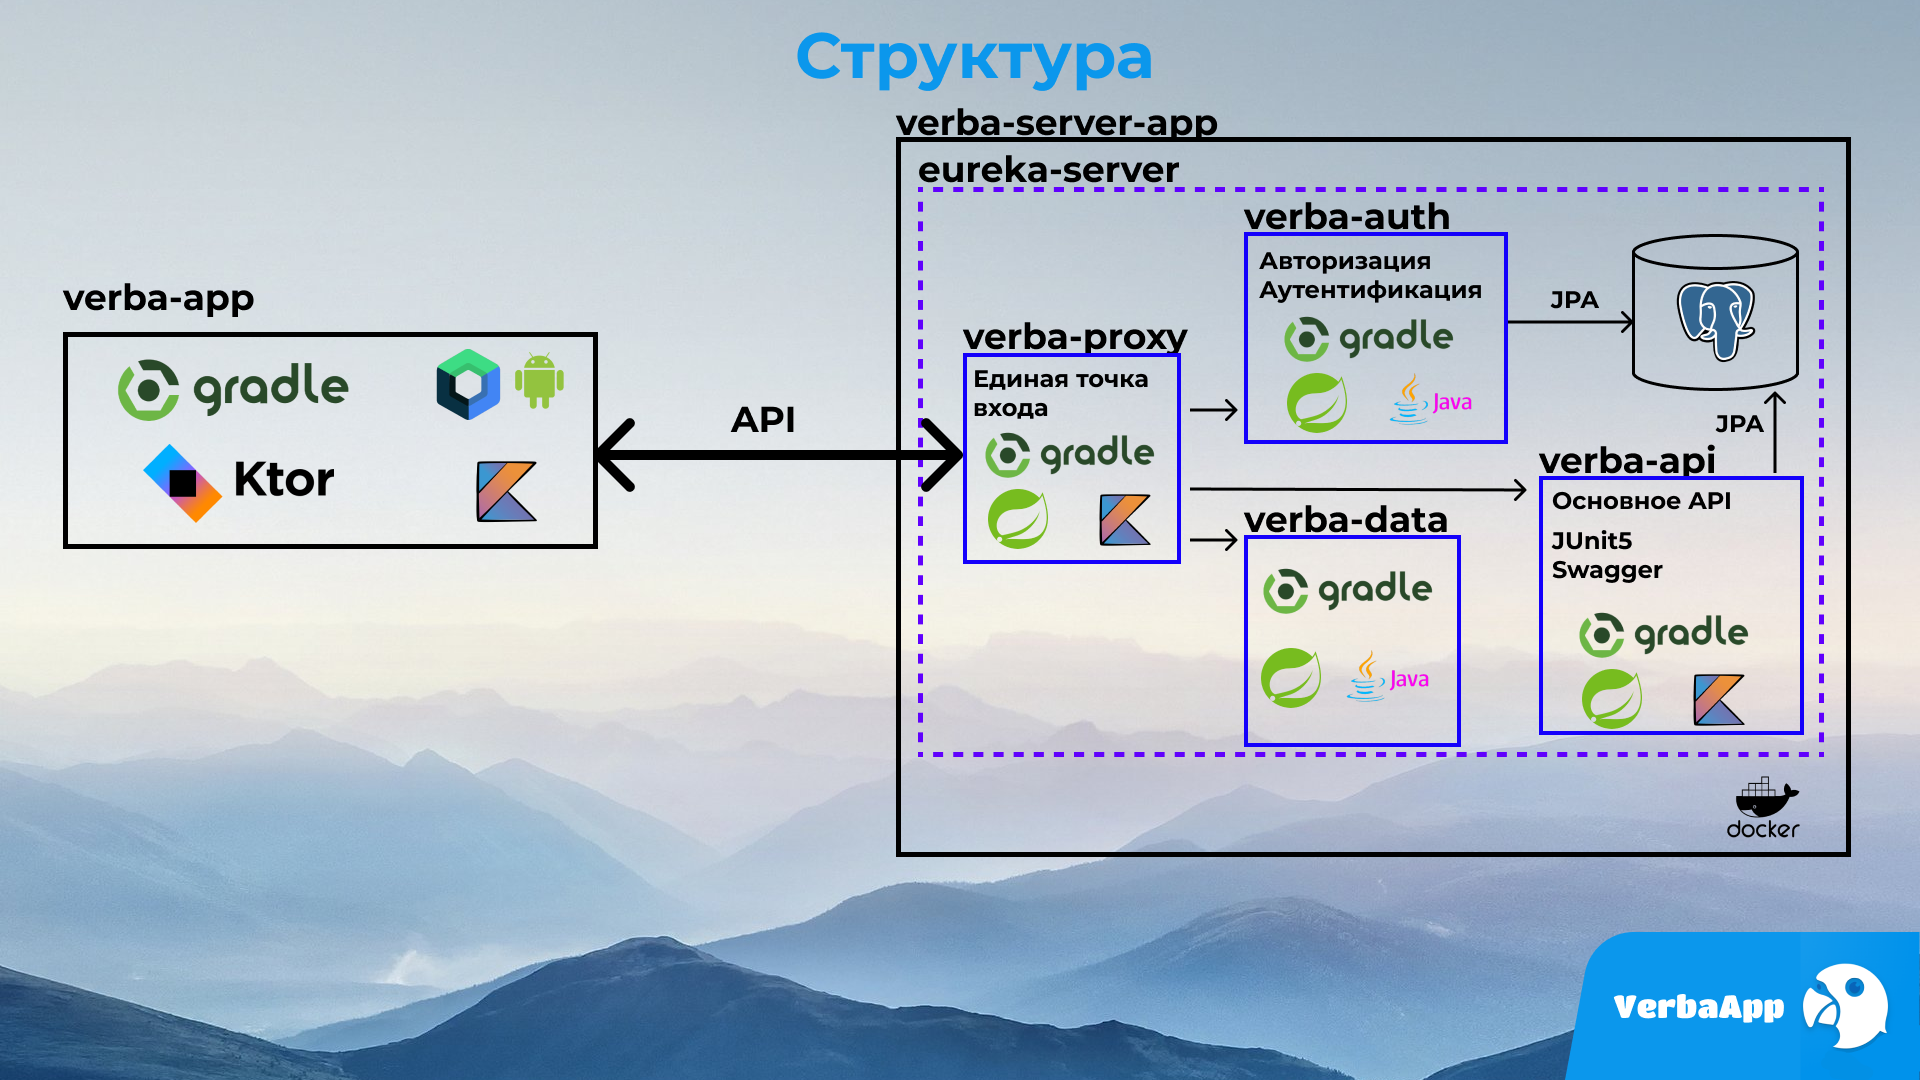 Структура
verba-server-app
eureka-server
verba-app
gradle
Ktor
API
verba-proxy
Единая точка
входа
gradle
verba-auth
Авторизация
Аутентификация
gradle
Java
JPA
JPA
verba-data
gradle
Java
verba-api
Основное API
JUnit5
Swagger
gradle
docker
VerbaApp